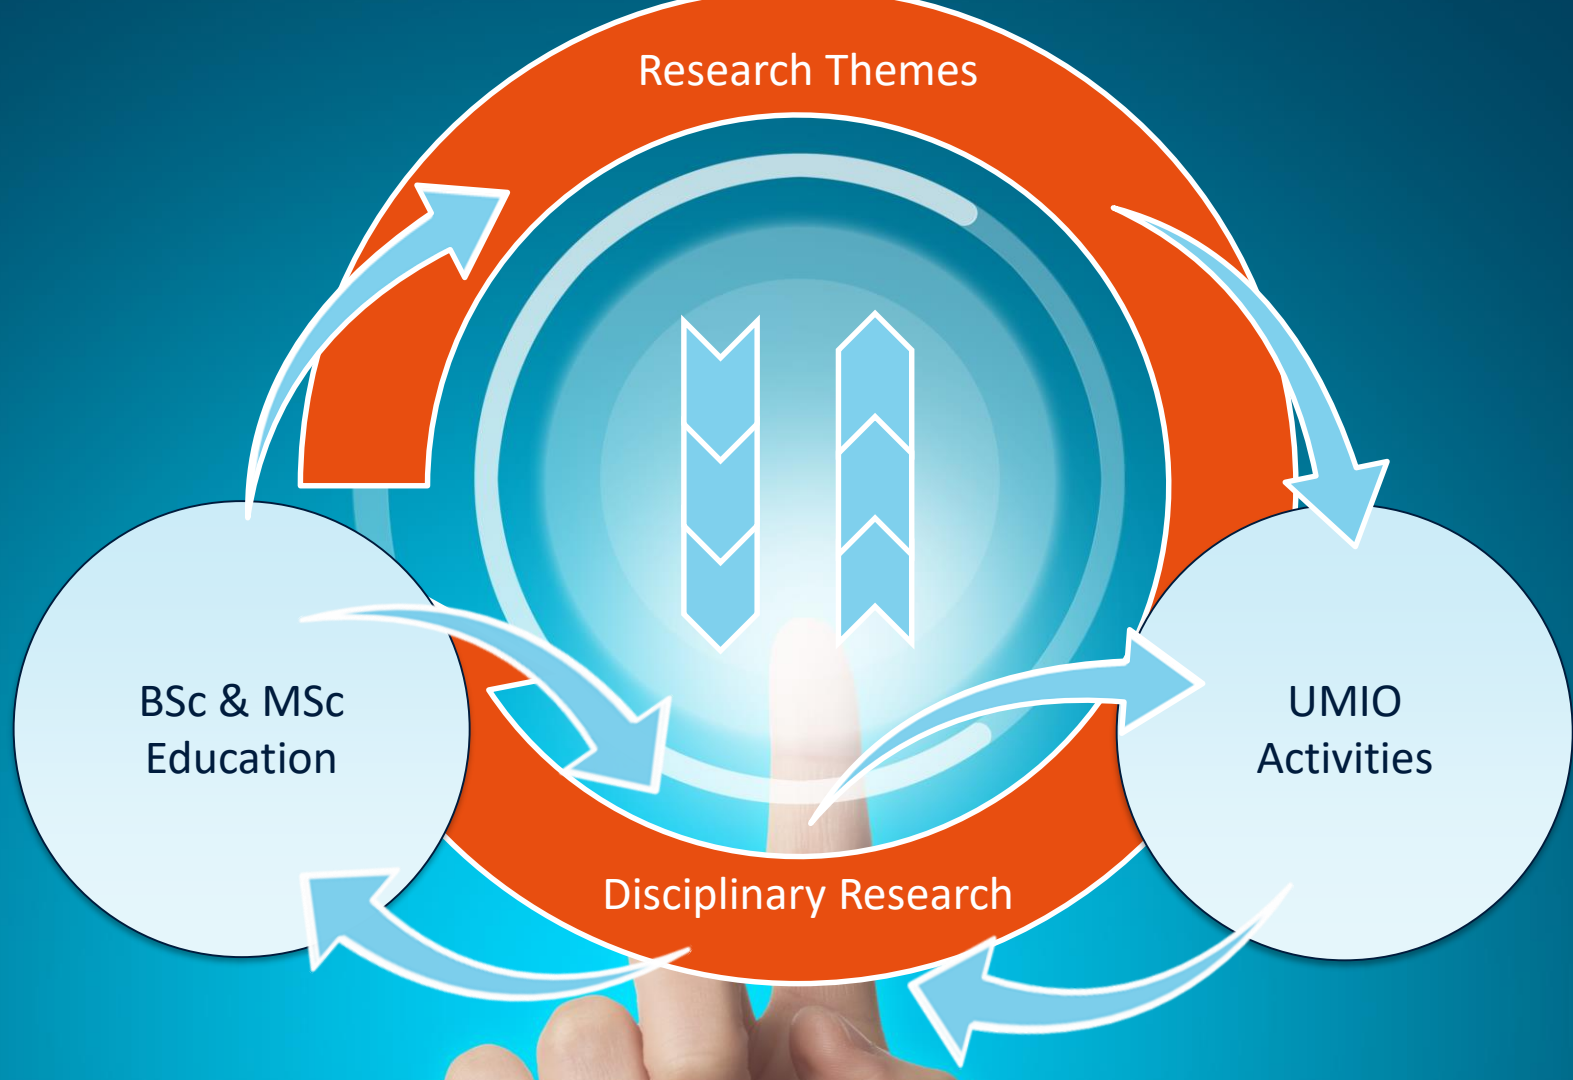 Research Themes
BSc & MSc
Education
UMIO
Activities
Disciplinary Research